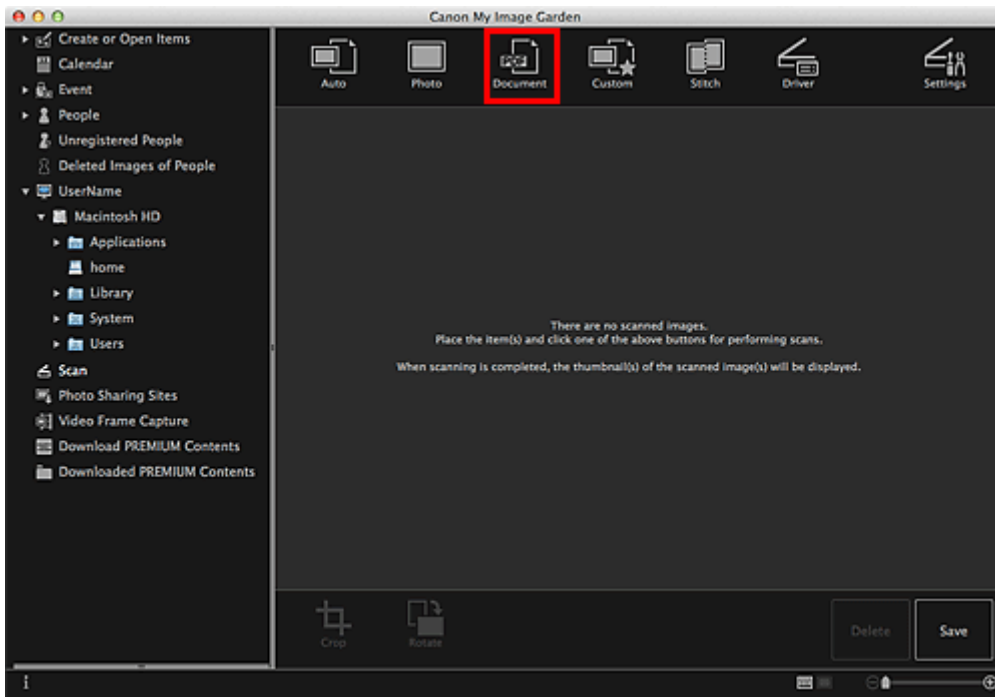 Canon My Image Garden
Create or Open Items
Calendar
Event
People
Unregistered People
Deleted Images of People
UserName
Macintosh HD
Applications
home
Library
System
Users
Scan
Photo Sharing Sites
Video Frame Capture
Download PREMIUM Contents
Downloaded PREMIUM Contents
Auto
Photo
PDF
Document
Custom
Stitch
Driver
Settings
There are no scanned images.
Place the item(s) and click one of the above buttons for performing scans.
When scanning is completed, the thumbnail(s) of the scanned image(s) will be displayed.
Crop
Rotate
Delete
Save